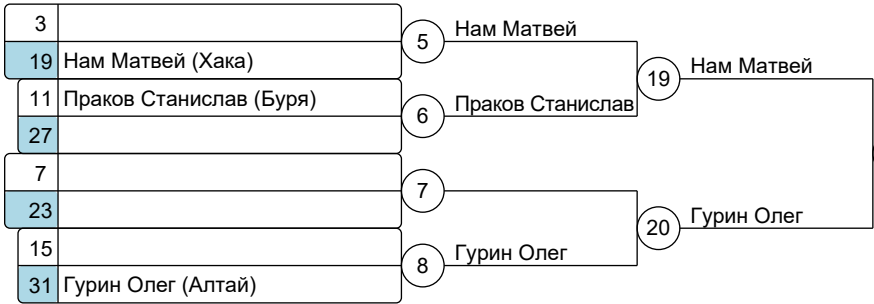 3
19 Нам Матвей (Хака)
11 Праков Станислав (Буря)
27
7
23
15
31 Гурин Олег (Алтай)
5 Нам Матвей
6 Праков Станислав
7
8 Гурин Олег
19 Нам Матвей
20 Гурин Олег